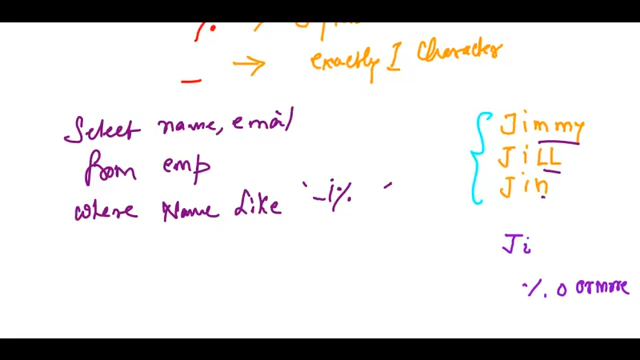 %. →
_ → exactly 1 character
Select name, email
from emp
where Name Like '_i% '
Jimmy
JiLL
Jin
Ji
%. 0 or more